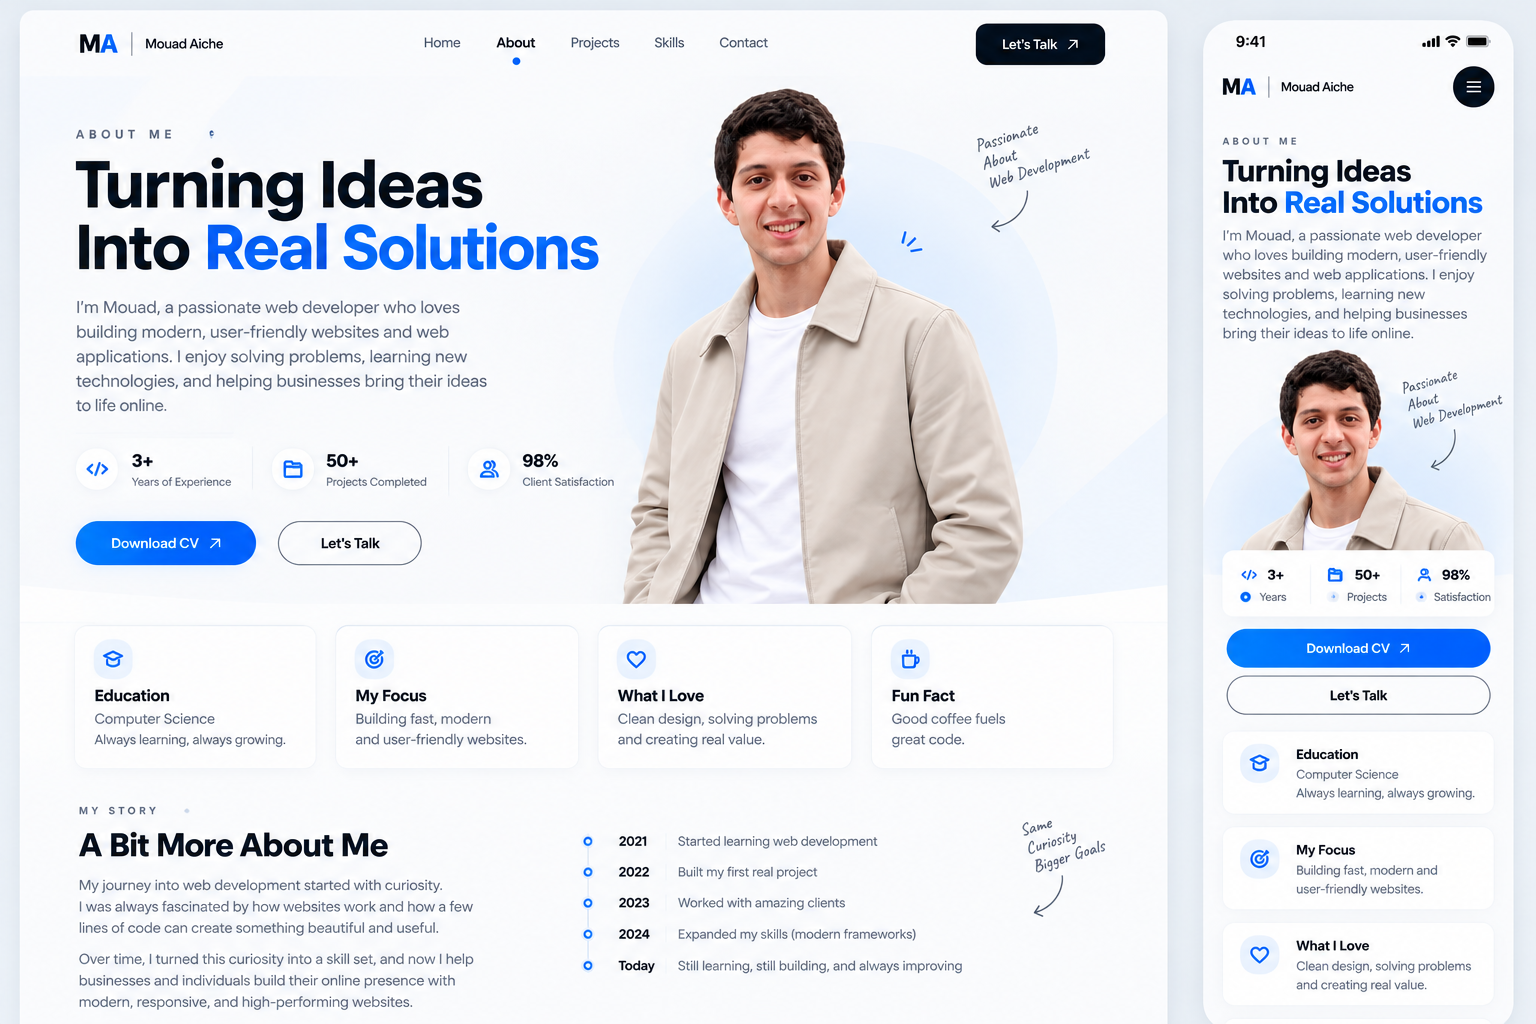 MA
Mouad Aiche
Home
About
Projects
Skills
Contact
Let's Talk
ABOUT ME
Turning Ideas
Into Real Solutions
I'm Mouad, a passionate web developer who loves
building modern, user-friendly websites and web
applications. I enjoy solving problems, learning new
technologies, and helping businesses bring their ideas
to life online.
3+
Years of Experience
50+
Projects Completed
98%
Client Satisfaction
Download CV
Let's Talk
Passionate
About
Web Development
Education
Computer Science
Always learning, always growing.
My Focus
Building fast, modern
and user-friendly websites.
What I Love
Clean design, solving problems
and creating real value.
Fun Fact
Good coffee fuels
great code.
MY STORY
A Bit More About Me
My journey into web development started with curiosity.
I was always fascinated by how websites work and how a few
lines of code can create something beautiful and useful.
Over time, I turned this curiosity into a skill set, and now I help
businesses and individuals build their online presence with
modern, responsive, and high-performing websites.
2021 Started learning web development
2022 Built my first real project
2023 Worked with amazing clients
2024 Expanded my skills (modern frameworks)
Today Still learning, still building, and always improving
Same
Curiosity
Bigger Goals
9:41
MA
Mouad Aiche
ABOUT ME
Turning Ideas
Into Real Solutions
I'm Mouad, a passionate web developer
who loves building modern, user-friendly
websites and web applications. I enjoy
solving problems, learning new
technologies, and helping businesses
bring their ideas to life online.
Passionate
About
Web Development
3+
Years
50+
Projects
98%
Satisfaction
Download CV
Let's Talk
Education
Computer Science
Always learning, always growing.
My Focus
Building fast, modern and
user-friendly websites.
What I Love
Clean design, solving problems
and creating real value.